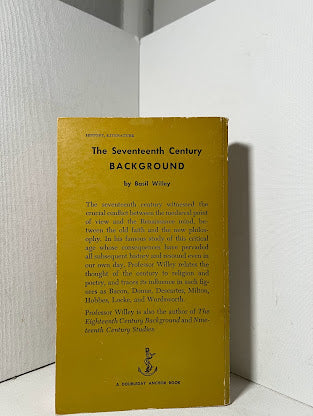 HISTORY, LITERATURE
The Seventeenth Century
BACKGROUND
by Basil Willey
The seventeenth century witnessed the
crucial conflict between the medieval point
of view and the Renaissance mind, be-
tween the old faith and the new philos-
ophy. In his famous study of this critical
age whose consequences have pervaded
all subsequent history and resound even in
our own day, Professor Willey relates the
thought of the century to religion and
poetry, and traces its influence in such fig-
ures as Bacon, Donne, Descartes, Milton,
Hobbes, Locke, and Wordsworth.
Professor Willey is also the author of The
Eighteenth Century Background and Nine-
teenth Century Studies.
A DOUBLEDAY ANCHOR BOOK